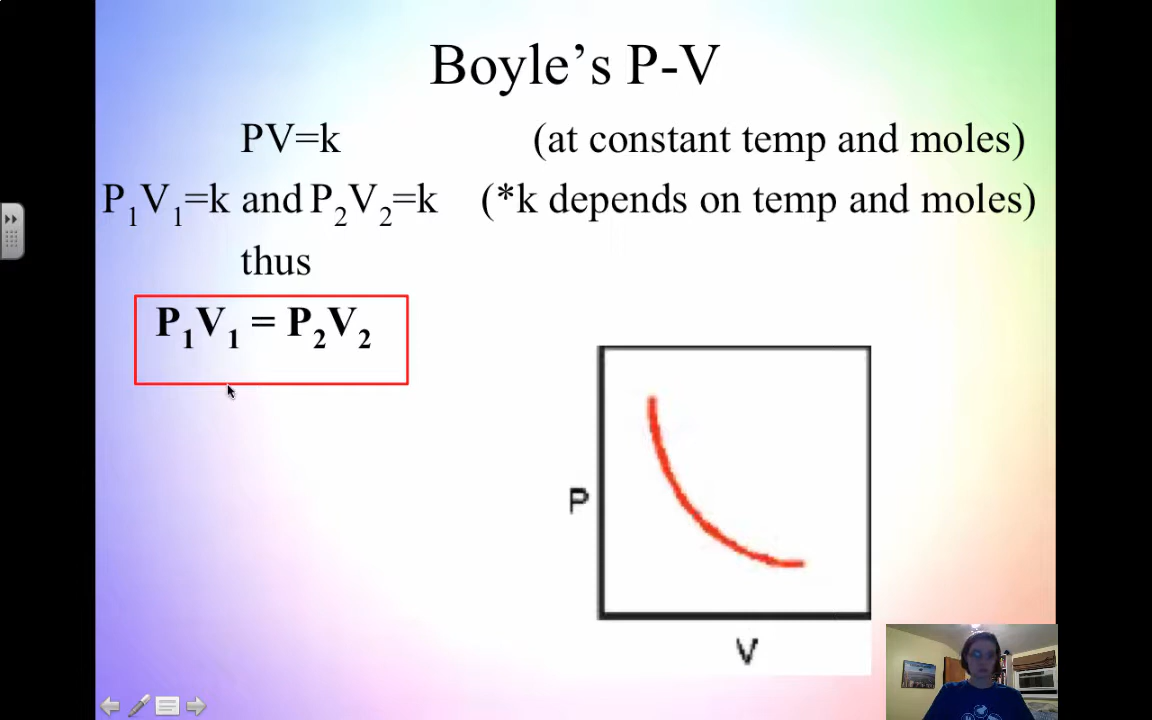 Boyle's P-V
PV=k (at constant temp and moles)
P₁V₁=k and P₂V₂=k (*k depends on temp and moles)
thus
P₁V₁ = P₂V₂
P
V